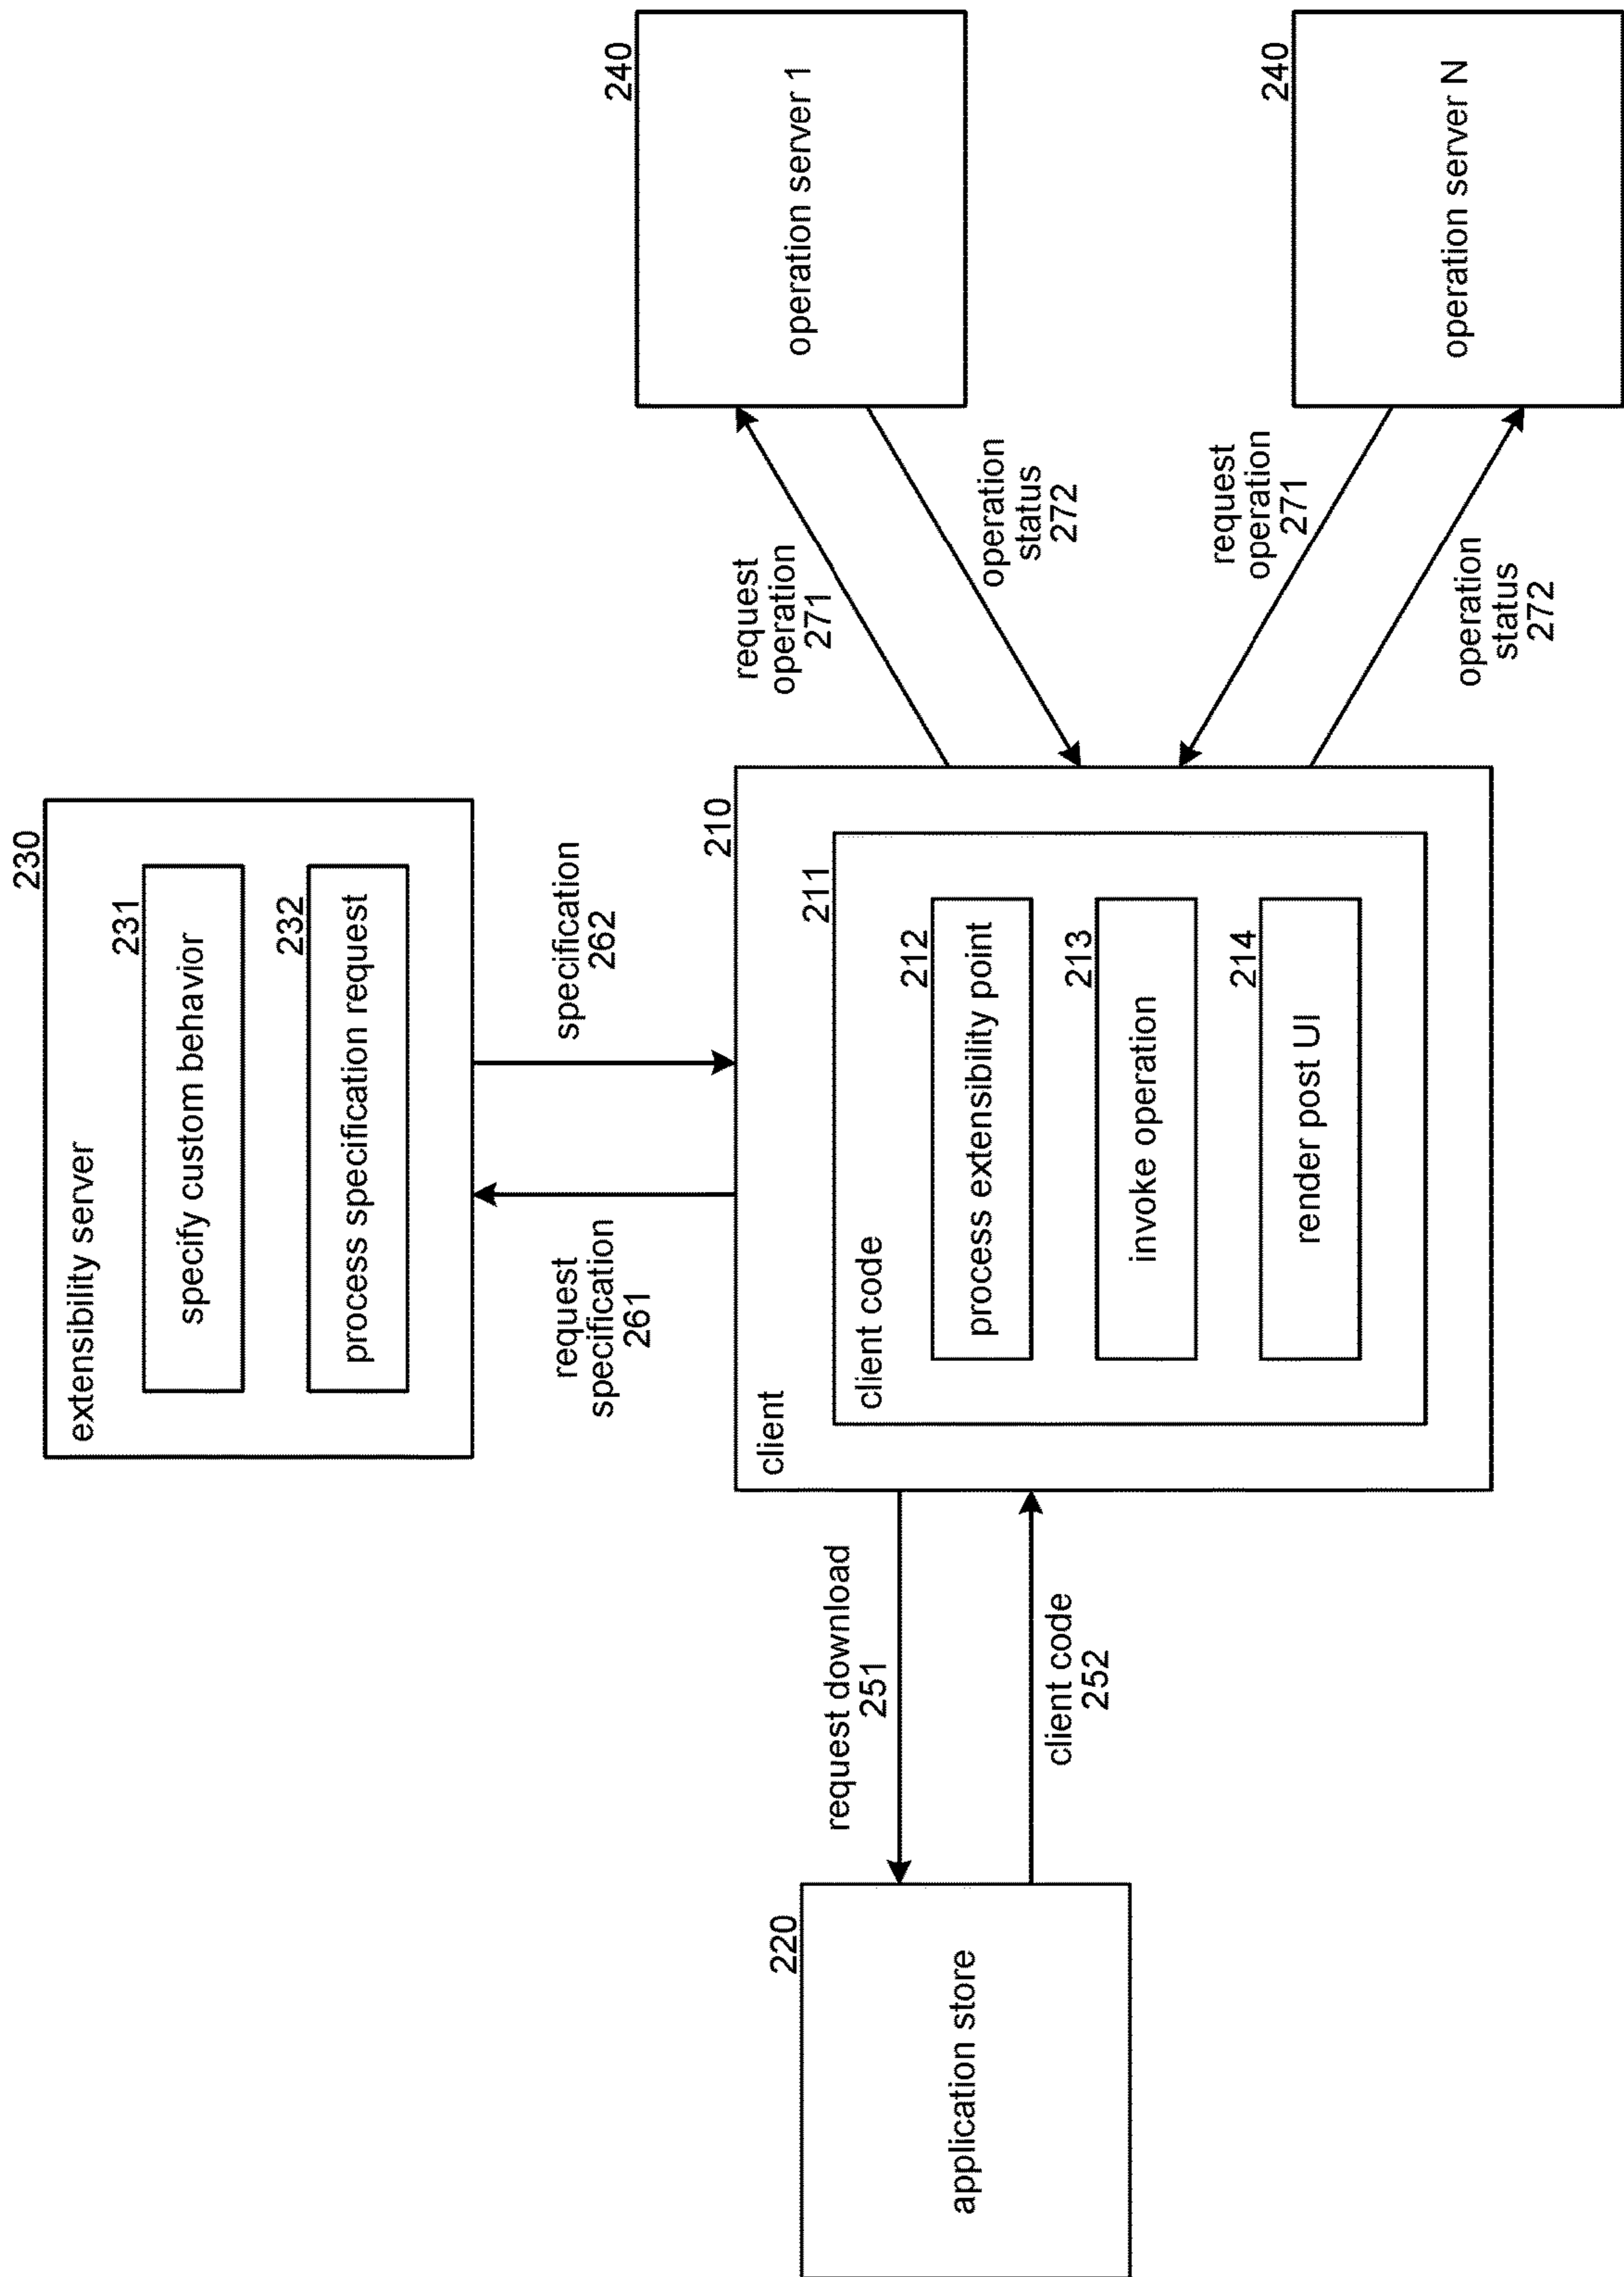 230
extensibility server
231
specify custom behavior
232
process specification request
request
specification
261
specification
262
220
application store
request download
251
client code
252
210
client
211
client code
212
process extensibility point
213
invoke operation
214
render post UI
request
operation
271
operation
status
272
240
operation server 1
request
operation
271
operation
status
272
240
operation server N